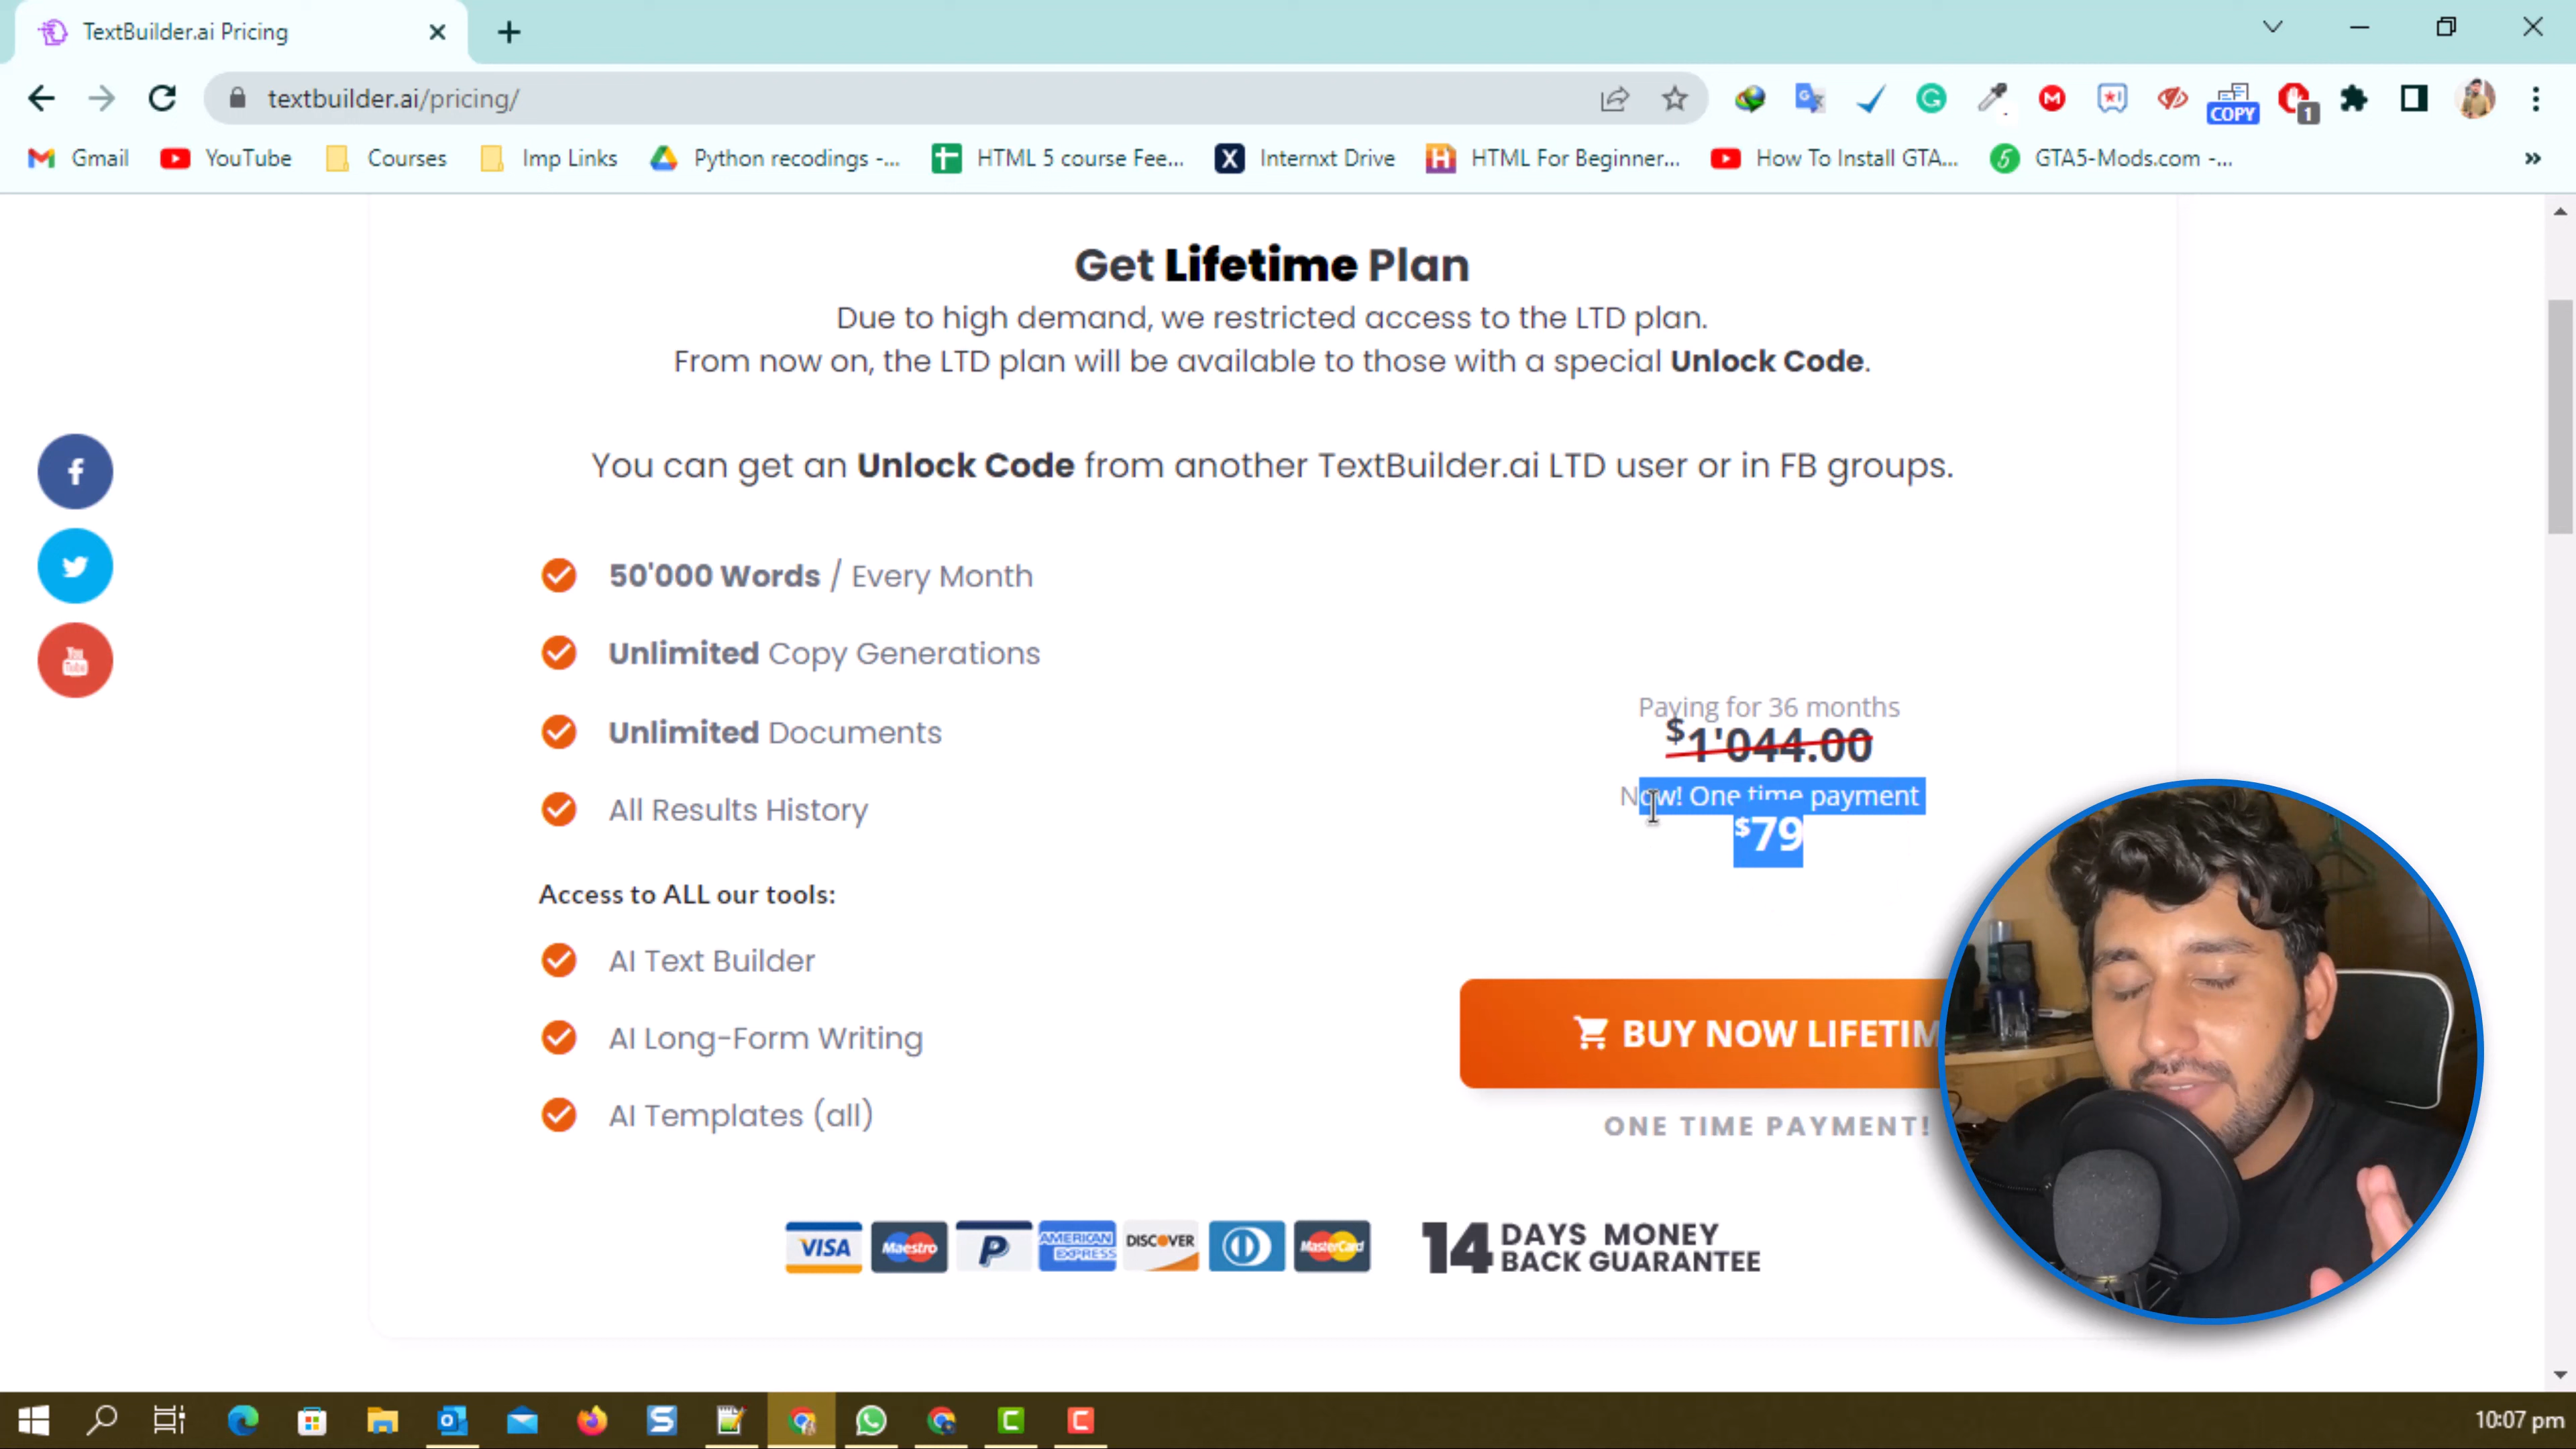 TextBuilder.ai Pricing
textbuilder.ai/pricing/
COPY
1
Gmail
YouTube
Courses
Imp Links
Python recodings -...
HTML 5 course Fee...
Internxt Drive
HTML For Beginner...
How To Install GTA...
GTA5-Mods.com -...
Get Lifetime Plan
Due to high demand, we restricted access to the LTD plan.
From now on, the LTD plan will be available to those with a special Unlock Code.
You can get an Unlock Code from another TextBuilder.ai LTD user or in FB groups.
50'000 Words / Every Month
Unlimited Copy Generations
Unlimited Documents
All Results History
Access to ALL our tools:
AI Text Builder
AI Long-Form Writing
AI Templates (all)
Paying for 36 months
$1'044.00
Now! One time payment
$79
BUY NOW LIFETIM
ONE TIME PAYMENT!
VISA
Maestro
AMERICAN EXPRESS
DISCOVER
MasterCard
14 DAYS MONEY
BACK GUARANTEE
You Tube
10:07 pm